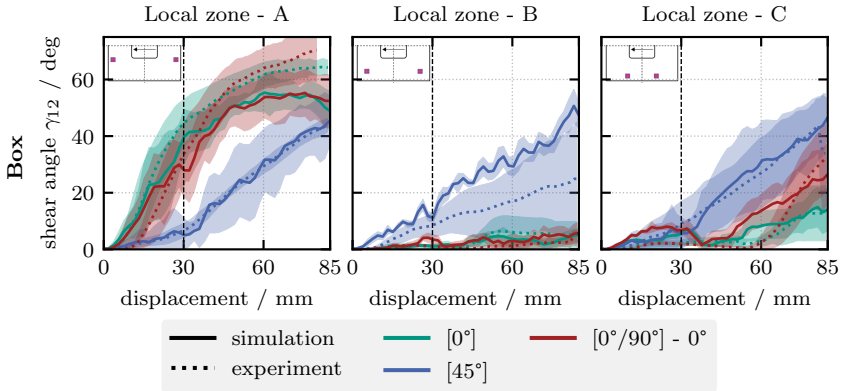 Local zone - A
Local zone - B
Local zone - C
Box
shear angle γ12 / deg
60
40
20
0
0 30 60 85
0 30 60 85
0 30 60 85
displacement / mm
displacement / mm
displacement / mm
simulation
[0°]
[0°/90°] - 0°
experiment
[45°]